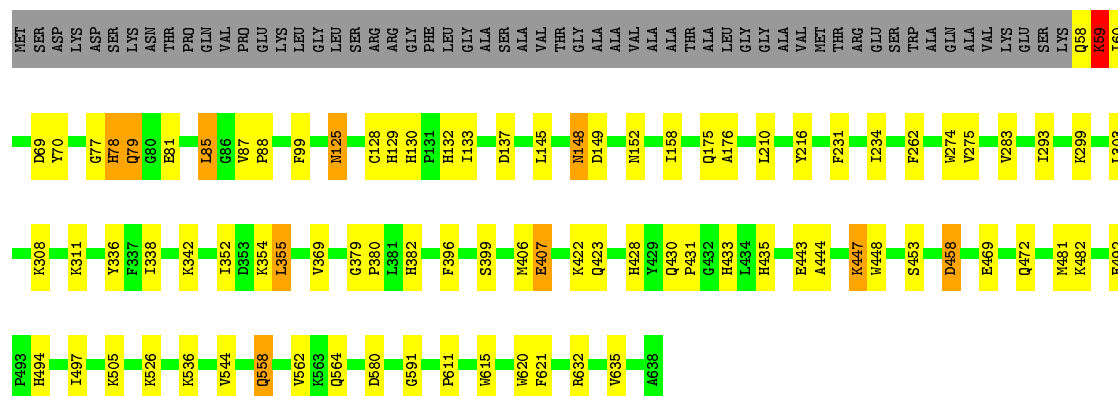 MET SER ASP LYS ASP SER LYS ASN THR PRO GLN VAL PRO GLU LYS LEU GLY LEU SER ARG ARG GLY PHE LEU GLY ALA SER ALA VAL THR GLY ALA ALA VAL ALA ALA THR ALA LEU GLY GLY ALA VAL MET THR ARG GLU SER TRP ALA GLN ALA VAL LYS GLU SER LYS Q58 K59 I60
D69 Y70 G77 H78 Q79 G80 E81 L85 G86 V87 P88 F99 N125 C128 H129 H130 P131 H132 I133 D137 L145 N148 D149 N152 I158 Q175 A176 L210 Y216 F231 I234 F262 W274 V275 V283 I293 K299
K308 K311 Y336 F337 I338 K342 I352 D353 K354 L355 V369 G379 P380 L381 H382 F396 S399 M406 E407 K422 Q423 H428 Y429 Q430 P431 G432 H433 L434 H435 E443 A444 K447 W448 S453 D458 E469 Q472 M481 K482
P493 H494 I497 K505 K526 K536 V544 Q558 V562 K563 Q564 D580 G591 P611 W615 W620 F621 R632 V635 A638